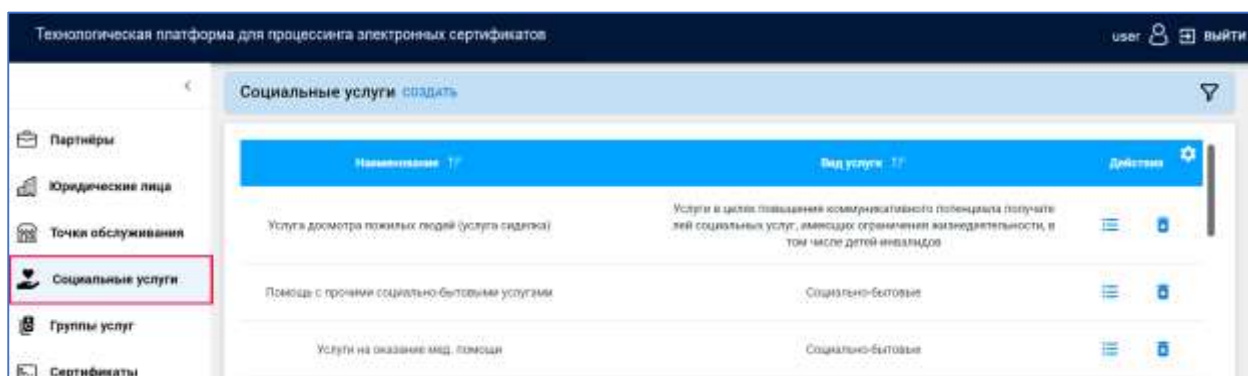 Технологическая платформа для процессинга электронных сертификатов
user выйти
Социальные услуги СОЗДАТЬ
Партнёры
Юридические лица
Точки обслуживания
Социальные услуги
Группы услуг
Сертификаты
Наименование Вид услуги Действия
Услуга досмотра пожилых людей (услуга сиделка)
Услуги в целях повышения коммуникативного потенциала получате
лей социальных услуг, имеющих ограничения жизнедеятельности, в
том числе детей-инвалидов
Помощь с прочими социально-бытовыми услугами
Социально-бытовые
Услуги на оказание мед. помощи
Социально-бытовые